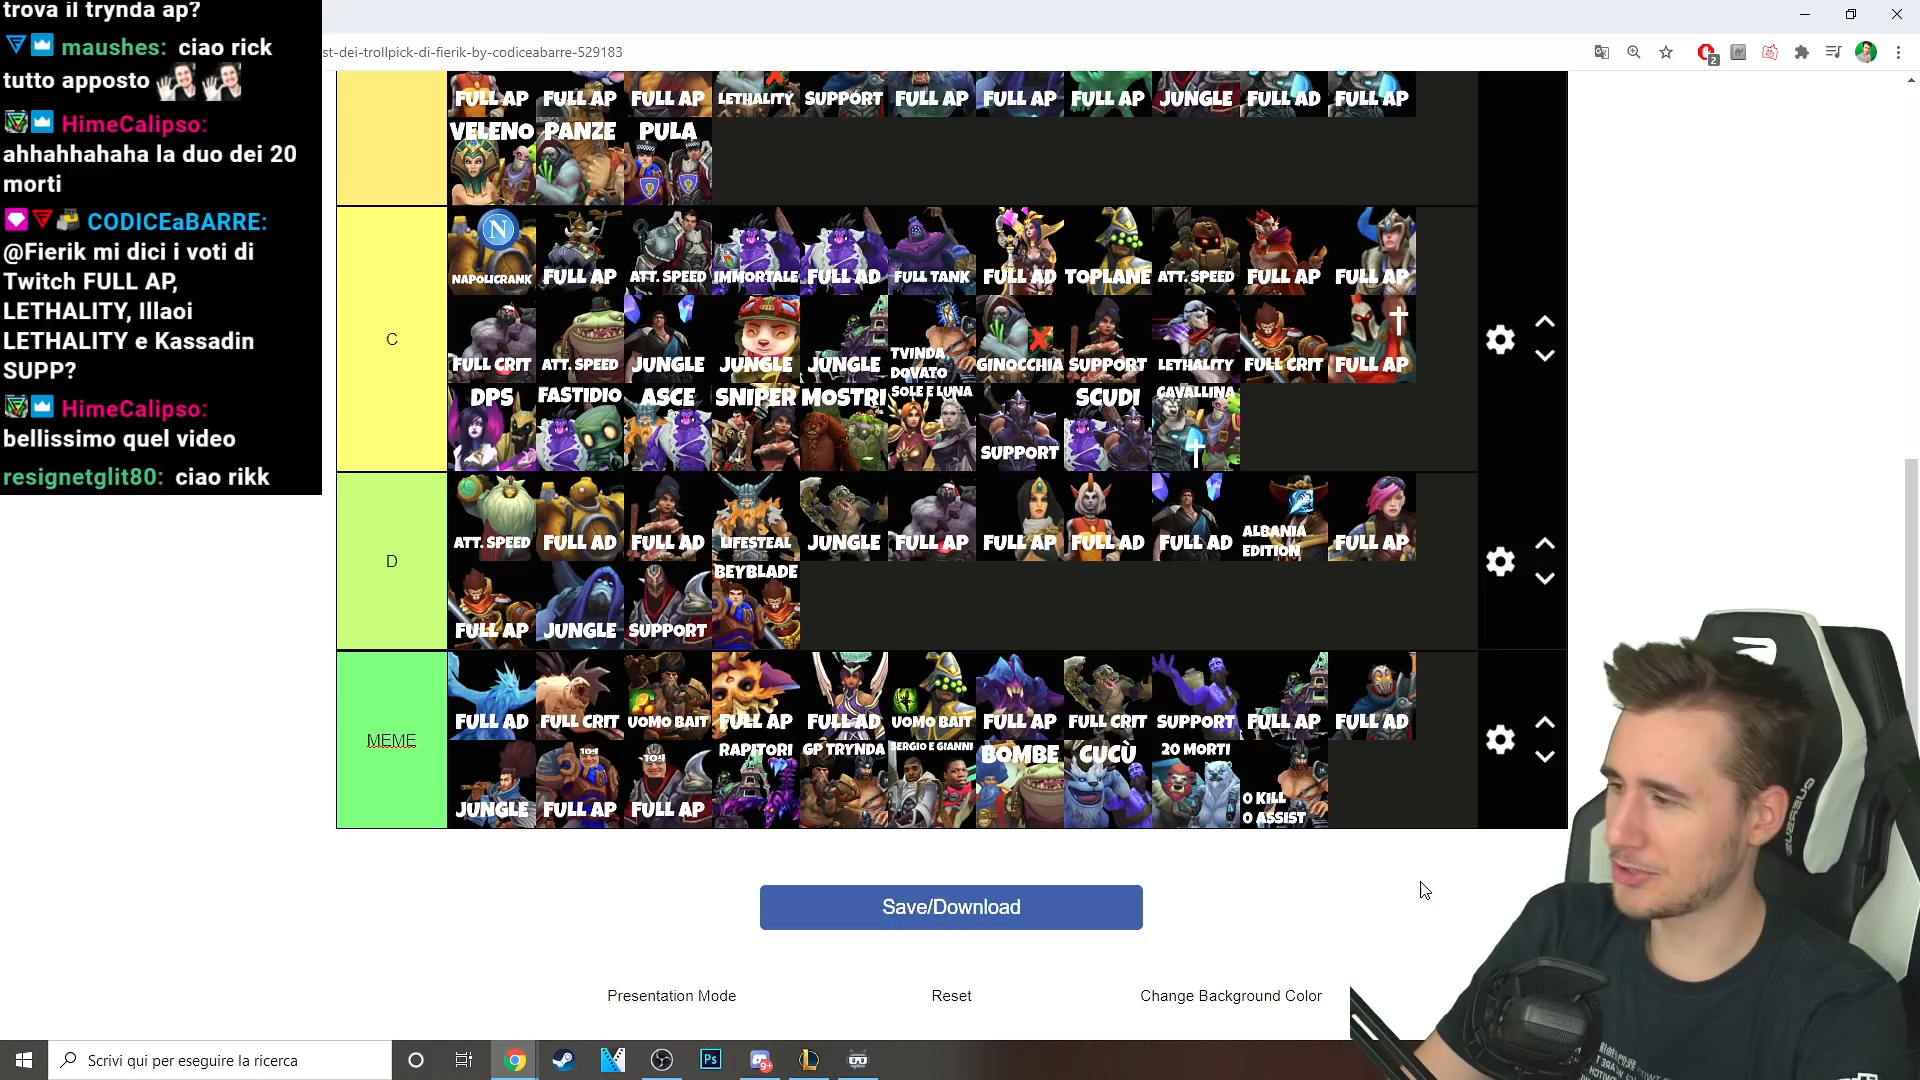 trova il trynda ap?
maushes: ciao rick
tutto apposto
HimeCalipso:
ahhahhahaha la duo dei 20
morti
CODICEaBARRE:
@Fierik mi dici i voti di
Twitch FULL AP,
LETHALITY, Illaoi
LETHALITY e Kassadin
SUPP?
HimeCalipso:
bellissimo quel video
resignetglit80: ciao rikk
st-dei-trollpick-di-fierik-by-codiceabarre-529183
2
FULL AP FULL AP FULL AP LETHALITY SUPPORT FULL AP FULL AP FULL AP JUNGLE FULL AD FULL AP
VELENO PANZE PULA
C
N
NAPOLICRANK FULL AP ATT. SPEED IMMORTALE FULL AD FULL TANK FULL AD TOPLANE ATT. SPEED FULL AP FULL AP
FULL CRIT ATT. SPEED JUNGLE JUNGLE JUNGLE TVINDA DOVATO GINOCCHIA SUPPORT LETHALITY FULL CRIT FULL AP
DPS FASTIDIO ASCE SNIPER MOSTRI SOLE E LUNA SUPPORT SCUDI CAVALLINA
D
ATT. SPEED FULL AD FULL AD LIFESTEAL JUNGLE FULL AP FULL AP FULL AD FULL AD ALBANIA EDITION FULL AP
FULL AP JUNGLE SUPPORT BEYBLADE
MEME
FULL AD FULL CRIT UOMO BAIT FULL AP FULL AD UOMO BAIT FULL AP FULL CRIT SUPPORT FULL AP FULL AD
JUNGLE 104 FULL AP 104 FULL AP RAPITORI GP TRYNDA SERGIO E GIANNI BOMBE CUCÙ 20 MORTI 0 KILL 0 ASSIST
Save/Download
Presentation Mode
Reset
Change Background Color
Scrivi qui per eseguire la ricerca
Ps
9+